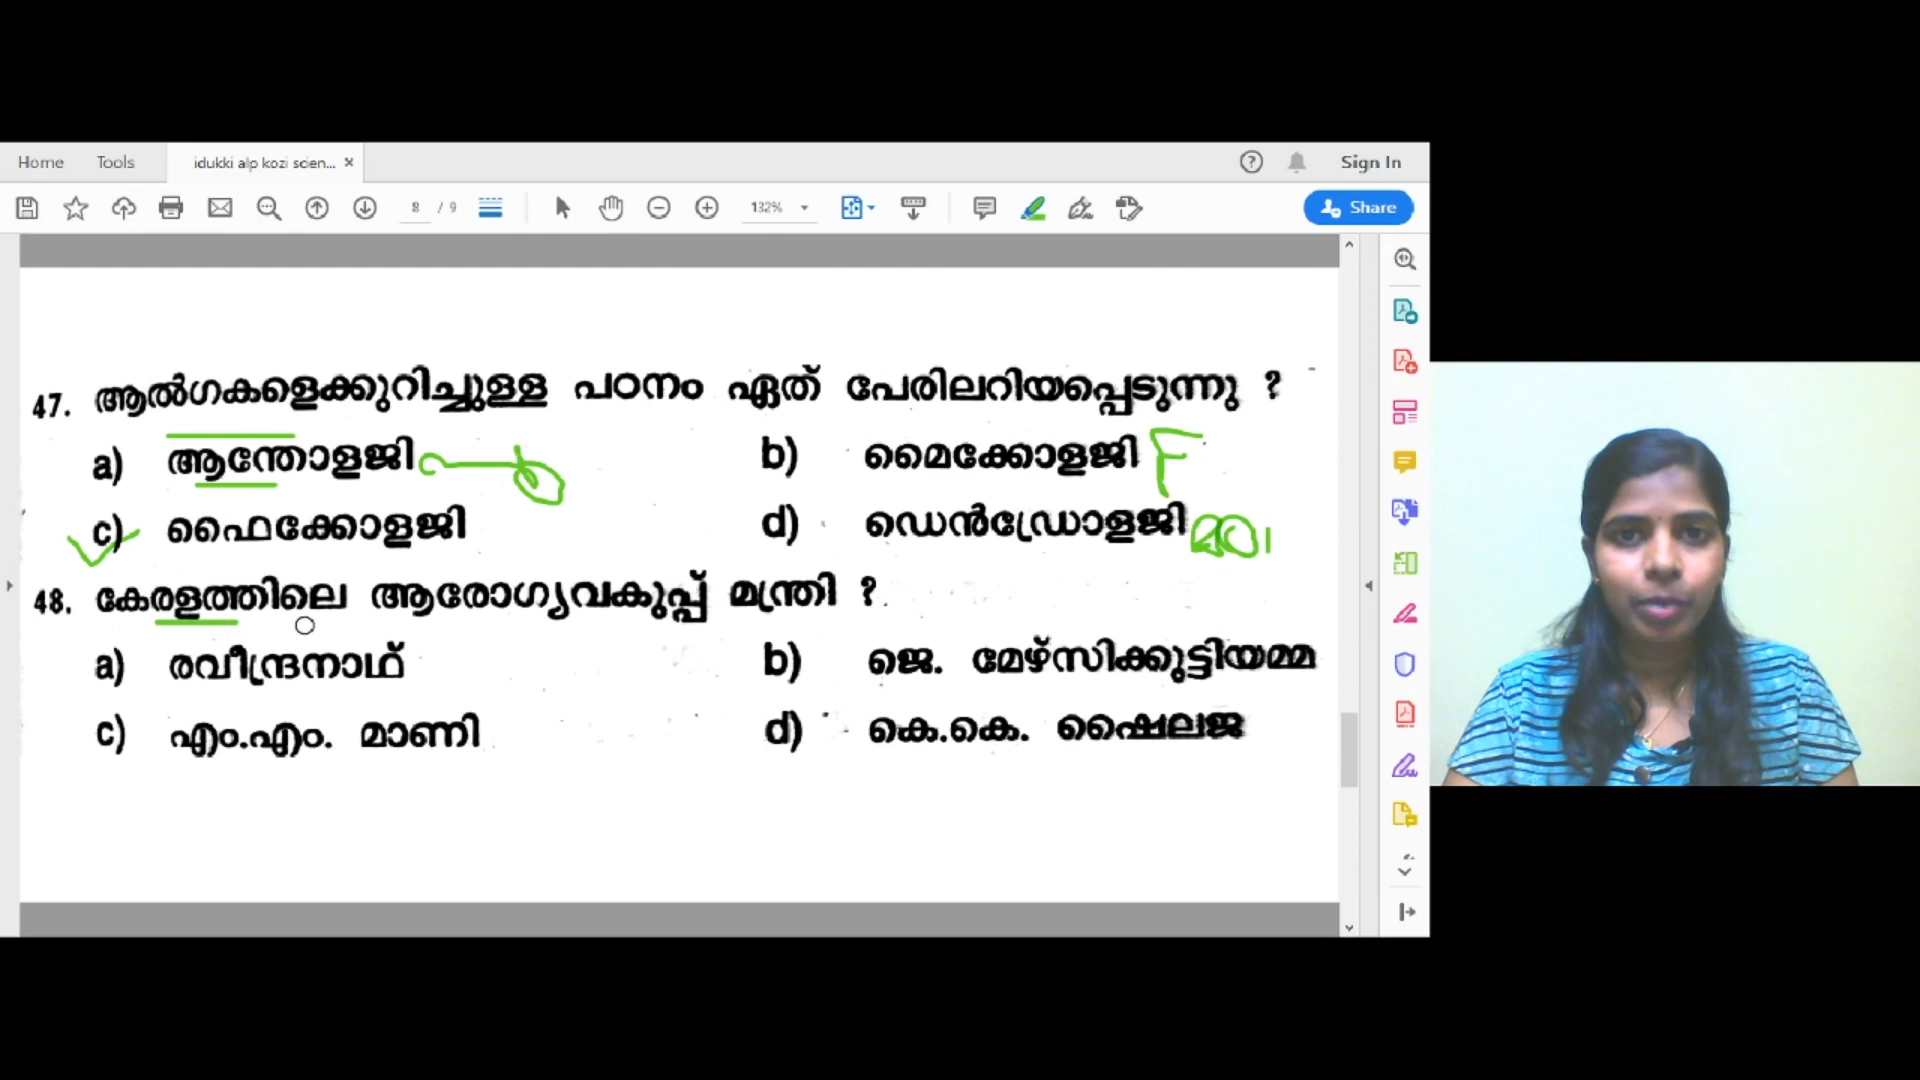 Home Tools idukki alp kozi scien... × Sign In
8 / 9 132% Share
47. ആൽഗകളെക്കുറിച്ചുള്ള പഠനം ഏത് പേരിലറിയപ്പെടുന്നു ?
a) ആന്തോളജി b) മൈക്കോളജി F
c) ഫൈക്കോളജി d) ഡെൻഡ്രോളജി
48. കേരളത്തിലെ ആരോഗ്യവകുപ്പ് മന്ത്രി ?
a) രവീന്ദ്രനാഥ് b) ജെ. മേഴ്സിക്കുട്ടിയമ്മ
c) എം.എം. മാണി d) കെ.കെ. ഷൈലജ